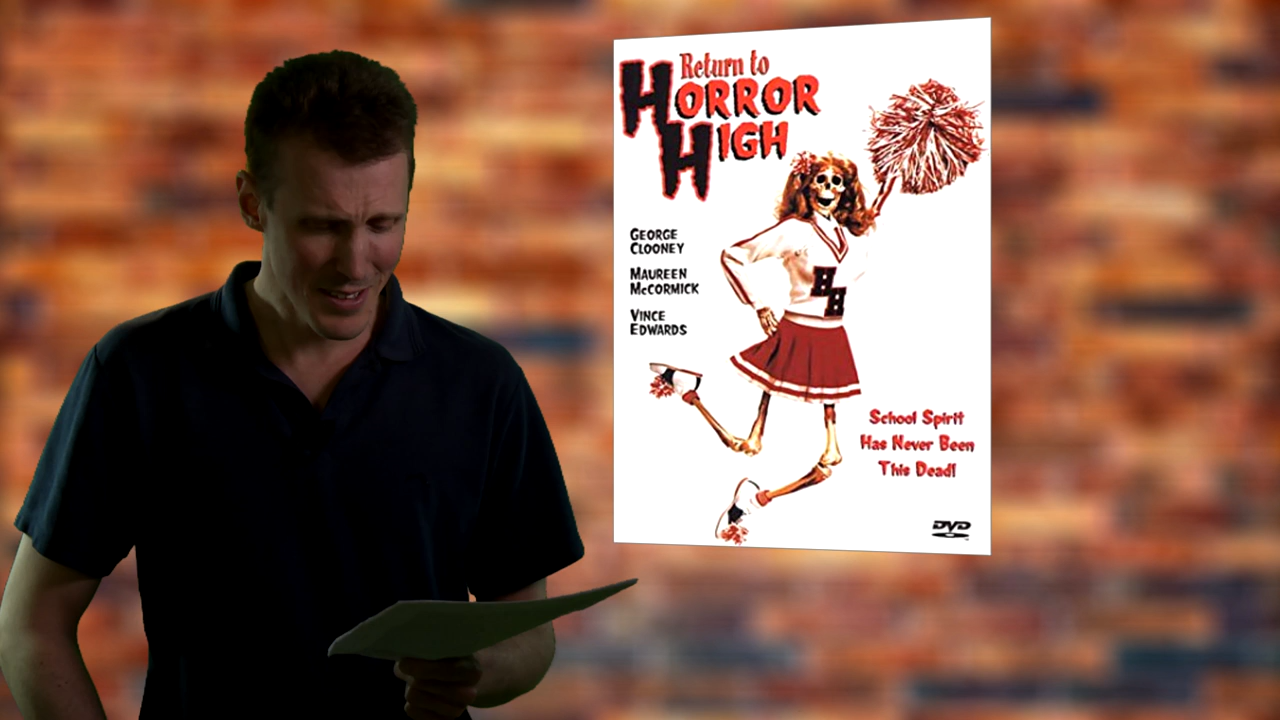 Return to
HORROR
HIGH
GEORGE
CLOONEY
MAUREEN
McCORMICK
VINCE
EDWARDS
HH
School Spirit
Has Never Been
This Dead!
DVD